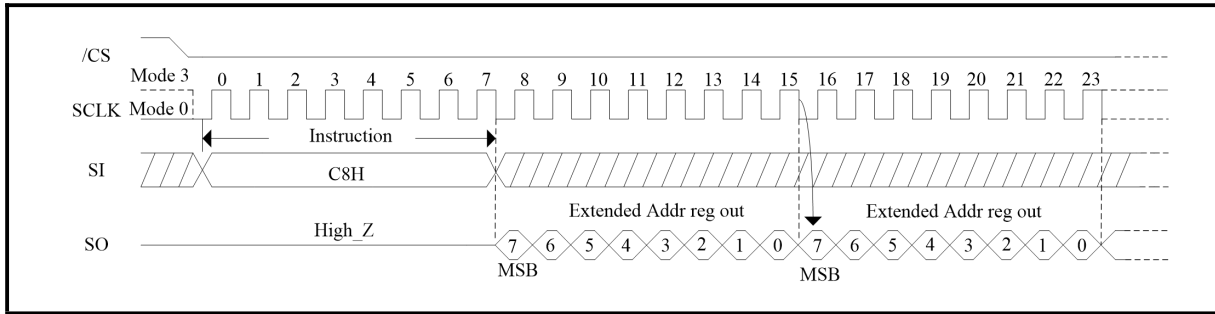 /CS
Mode 3 0 1 2 3 4 5 6 7 8 9 10 11 12 13 14 15 16 17 18 19 20 21 22 23
SCLK Mode 0
Instruction
SI C8H
Extended Addr reg out Extended Addr reg out
High_Z
SO 7 6 5 4 3 2 1 0 7 6 5 4 3 2 1 0
MSB MSB